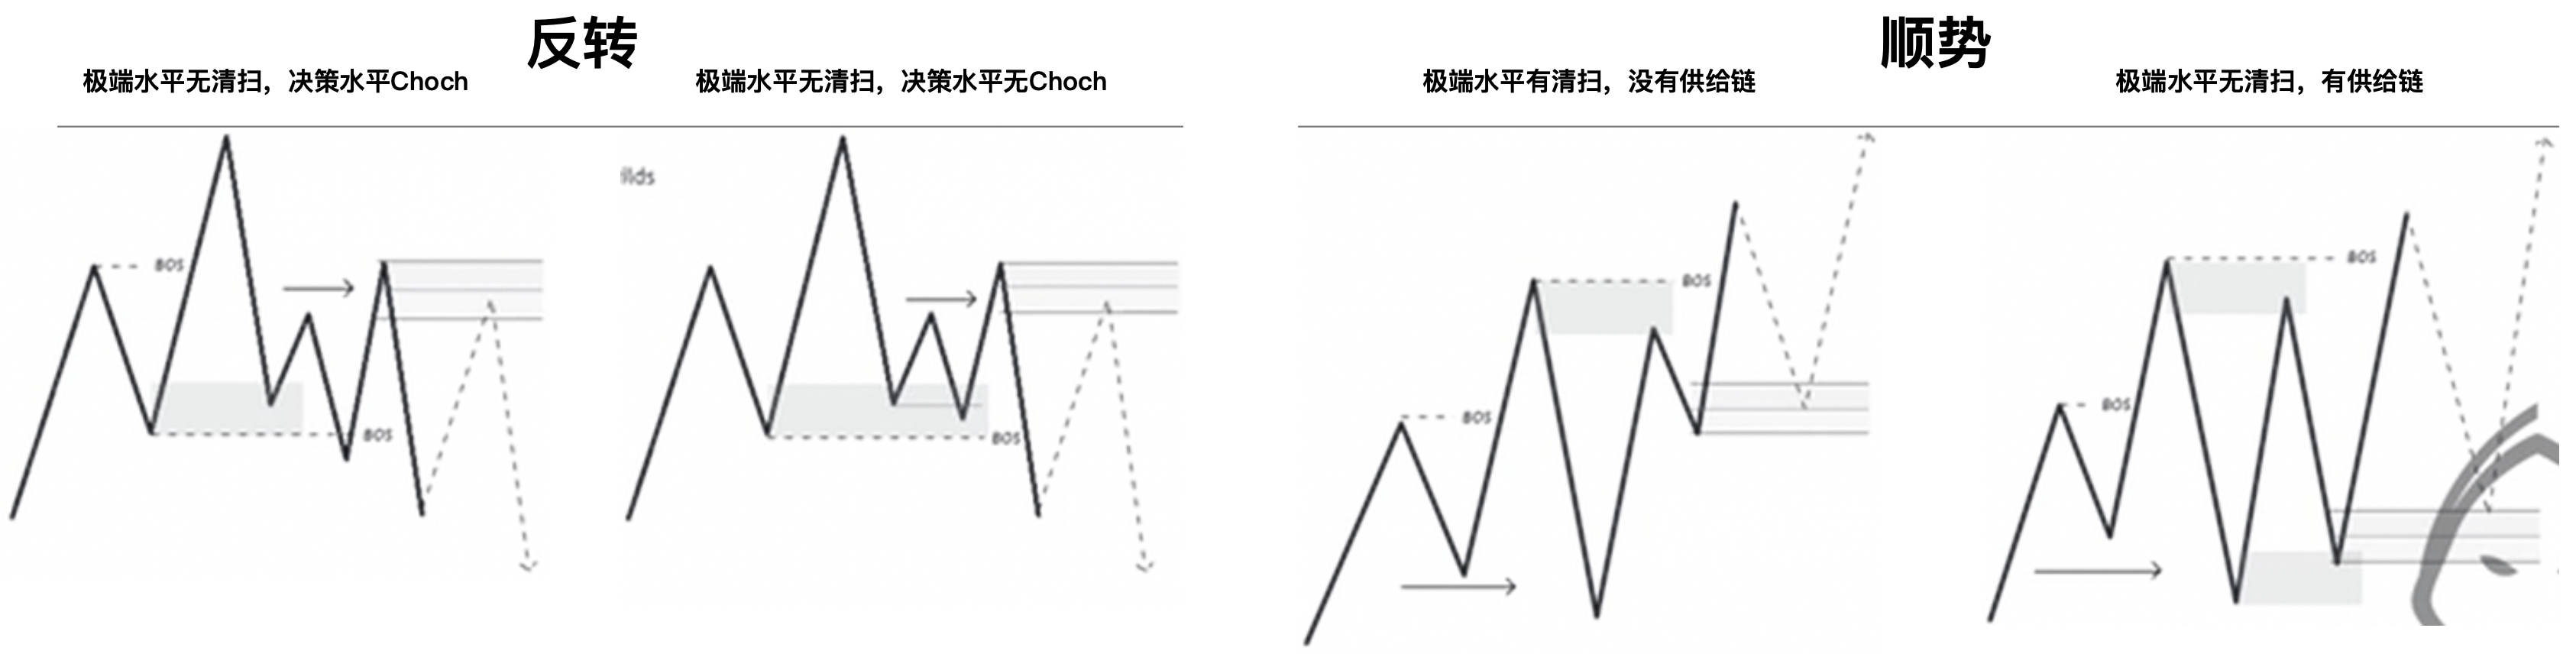 反转
顺势
极端水平无清扫，决策水平Choch
极端水平无清扫，决策水平无Choch
极端水平有清扫，没有供给链
极端水平无清扫，有供给链
ilds
BOS
BOS
BOS
BOS
BOS
BOS
BOS